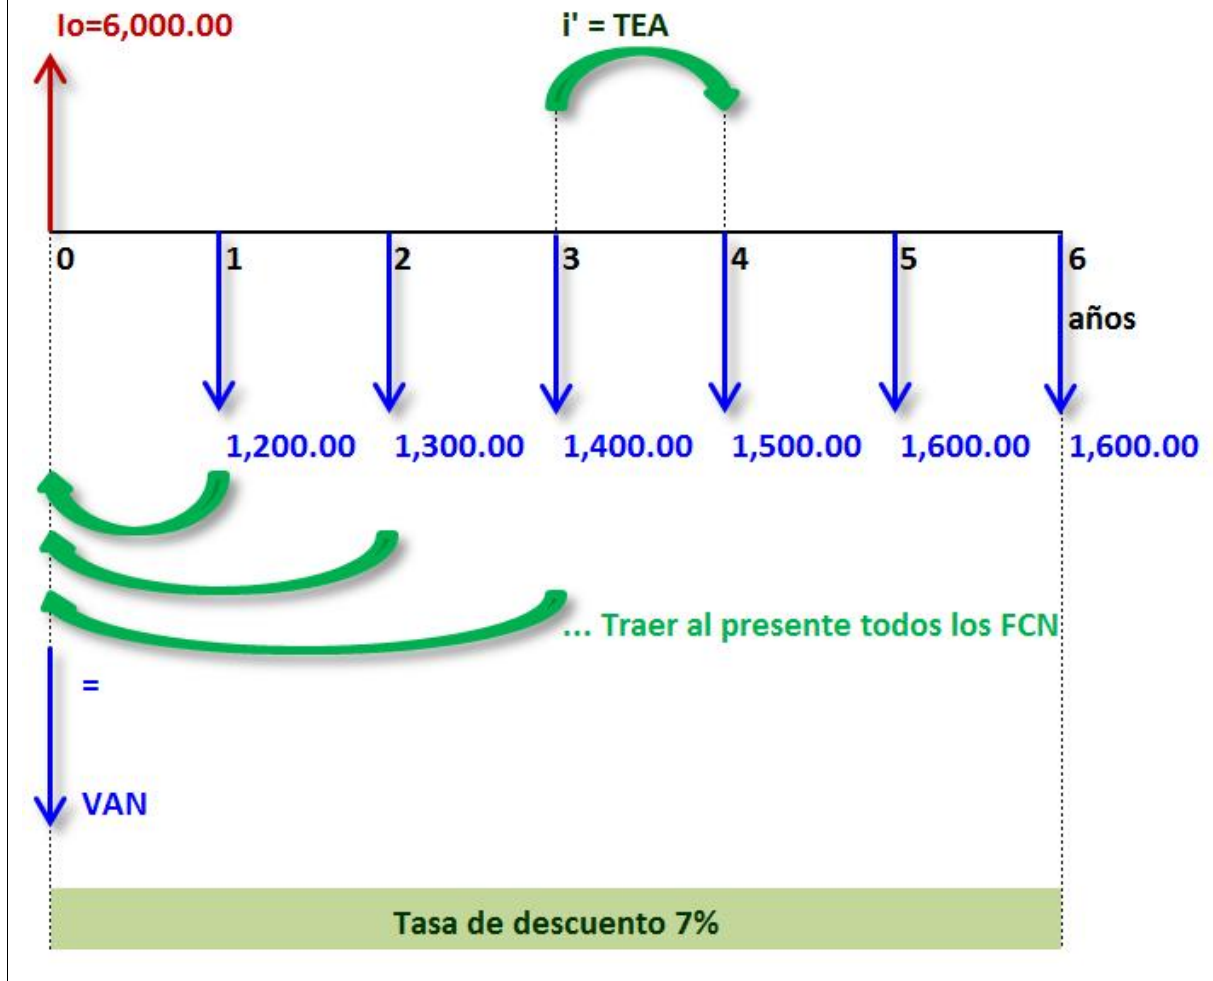 Io=6,000.00
i' = TEA
0 1 2 3 4 5 6
años
1,200.00 1,300.00 1,400.00 1,500.00 1,600.00 1,600.00
... Traer al presente todos los FCN
=
VAN
Tasa de descuento 7%